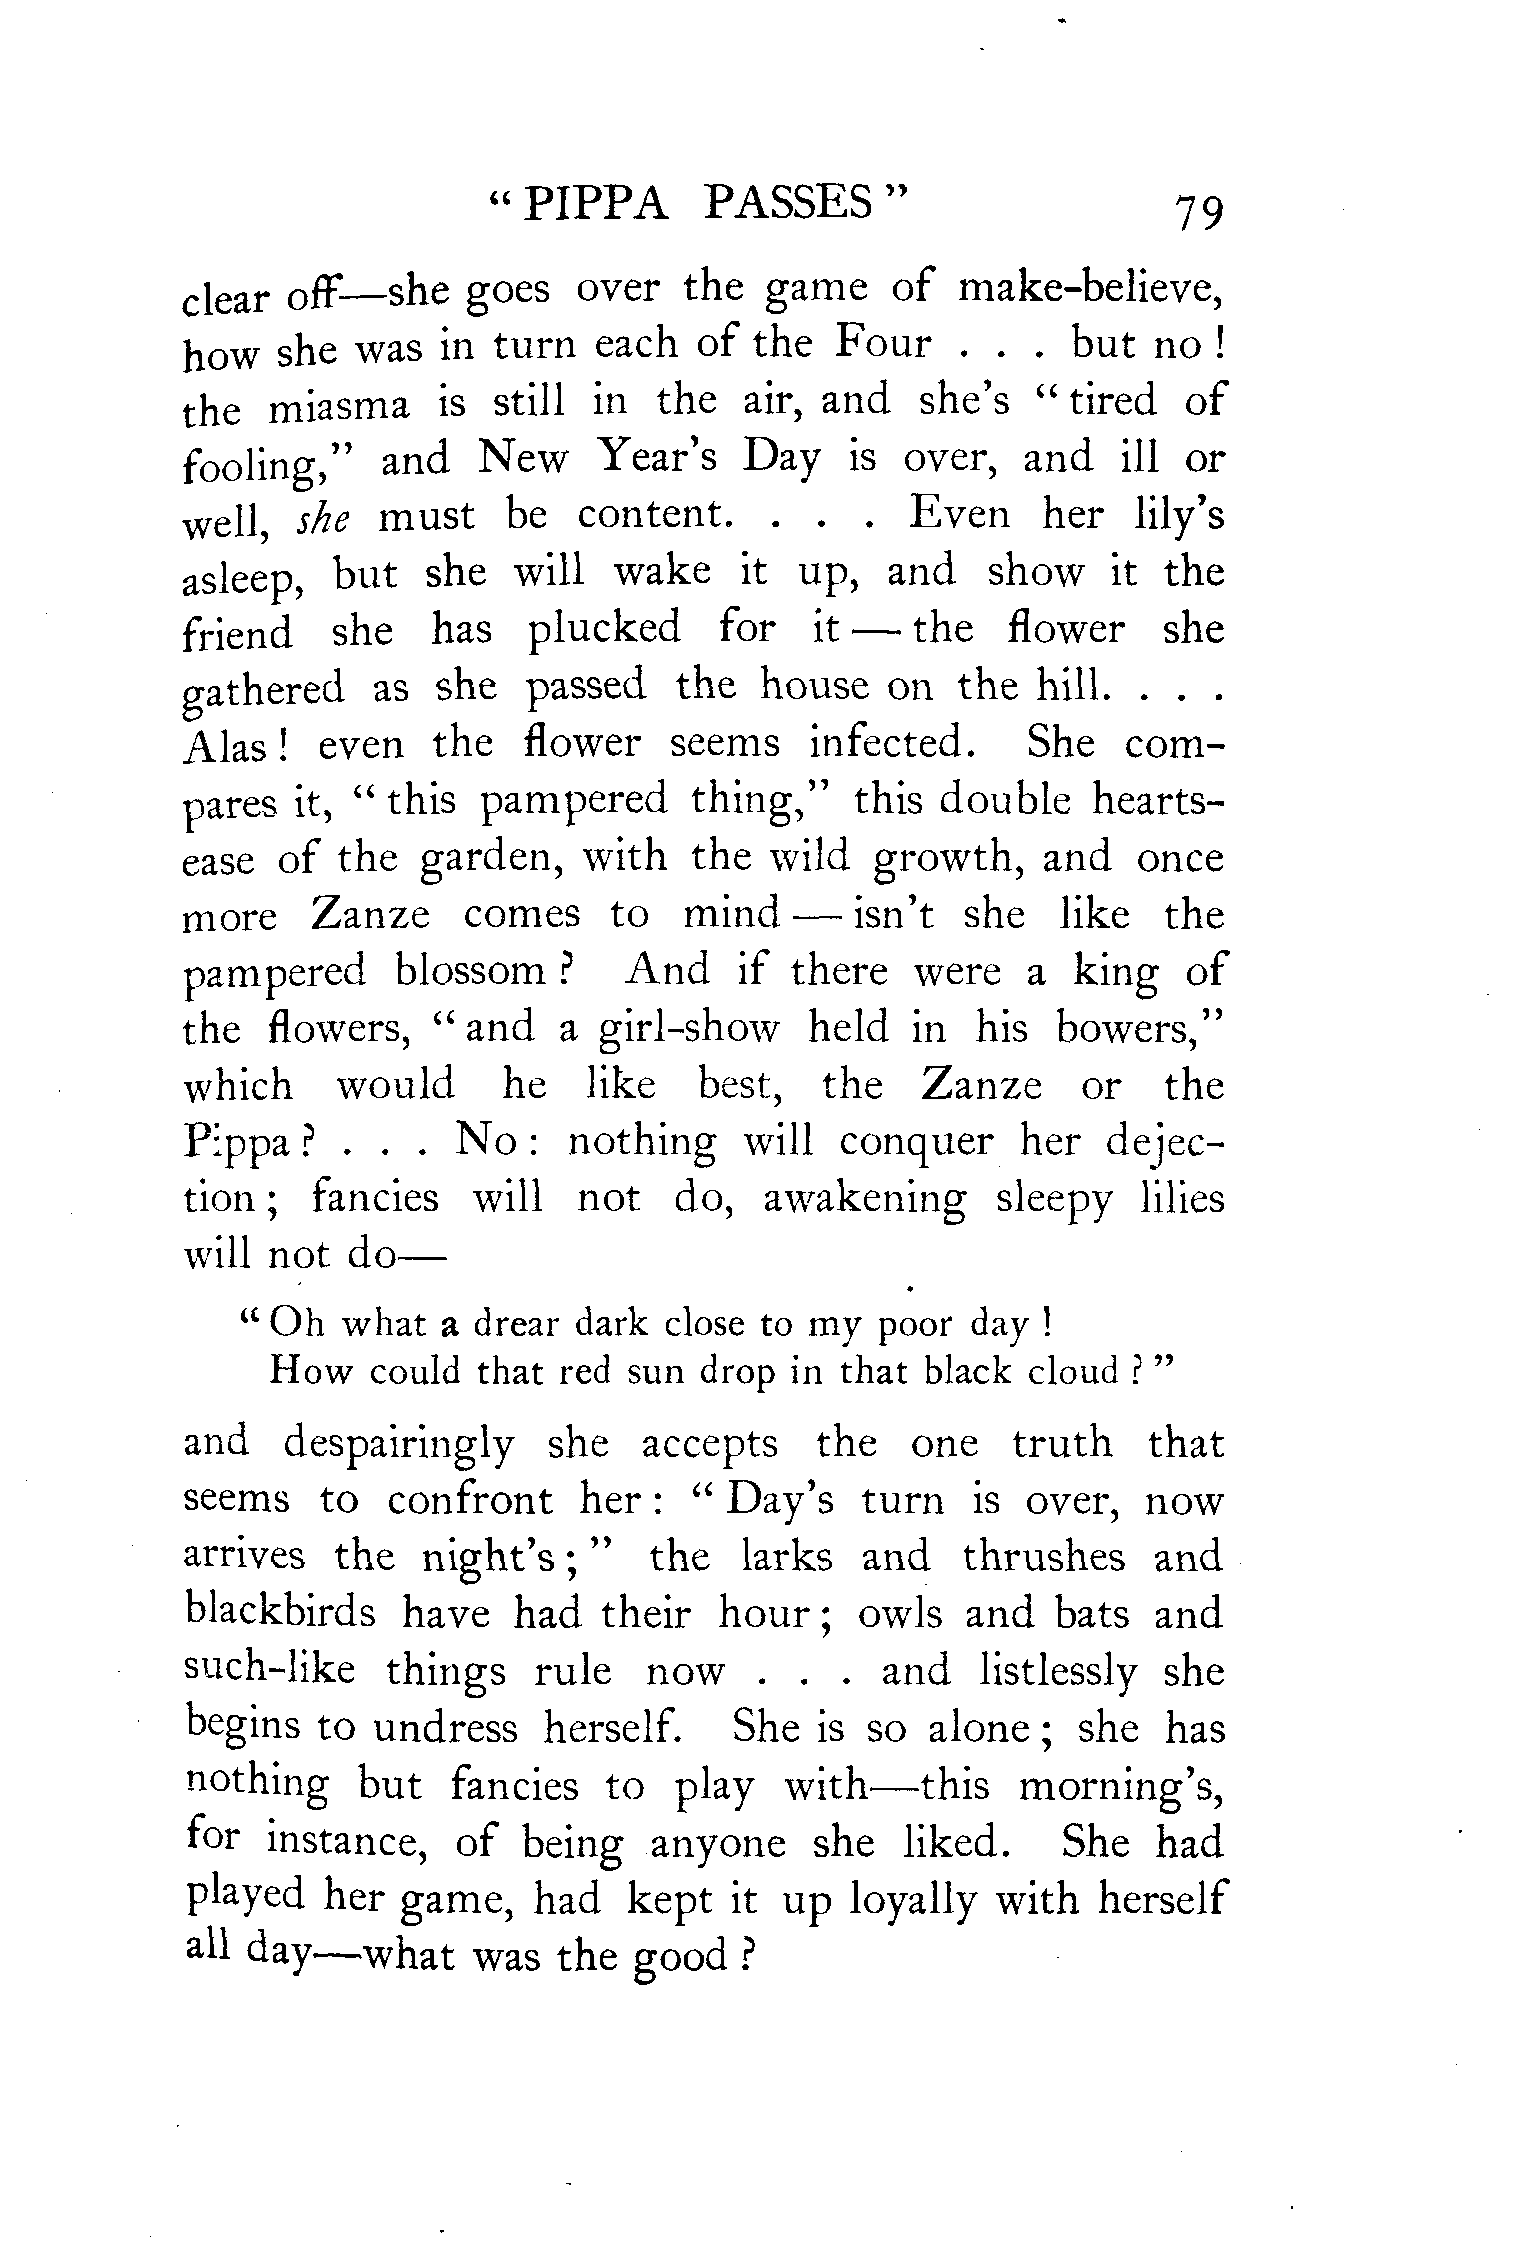 “PIPPA PASSES” 79
clear off—she goes over the game of make-believe,
how she was in turn each of the Four . . . but no!
the miasma is still in the air, and she's “tired of
fooling,” and New Year's Day is over, and ill or
well, she must be content. . . . Even her lily's
asleep, but she will wake it up, and show it the
friend she has plucked for it — the flower she
gathered as she passed the house on the hill. . . .
Alas! even the flower seems infected. She com-
pares it, “this pampered thing,” this double hearts-
ease of the garden, with the wild growth, and once
more Zanze comes to mind — isn't she like the
pampered blossom? And if there were a king of
the flowers, “and a girl-show held in his bowers,”
which would he like best, the Zanze or the
Pippa? . . . No: nothing will conquer her dejec-
tion; fancies will not do, awakening sleepy lilies
will not do—
“Oh what a drear dark close to my poor day!
How could that red sun drop in that black cloud?”
and despairingly she accepts the one truth that
seems to confront her: “Day's turn is over, now
arrives the night's;” the larks and thrushes and
blackbirds have had their hour; owls and bats and
such-like things rule now . . . and listlessly she
begins to undress herself. She is so alone; she has
nothing but fancies to play with—this morning's,
for instance, of being anyone she liked. She had
played her game, had kept it up loyally with herself
all day—what was the good?